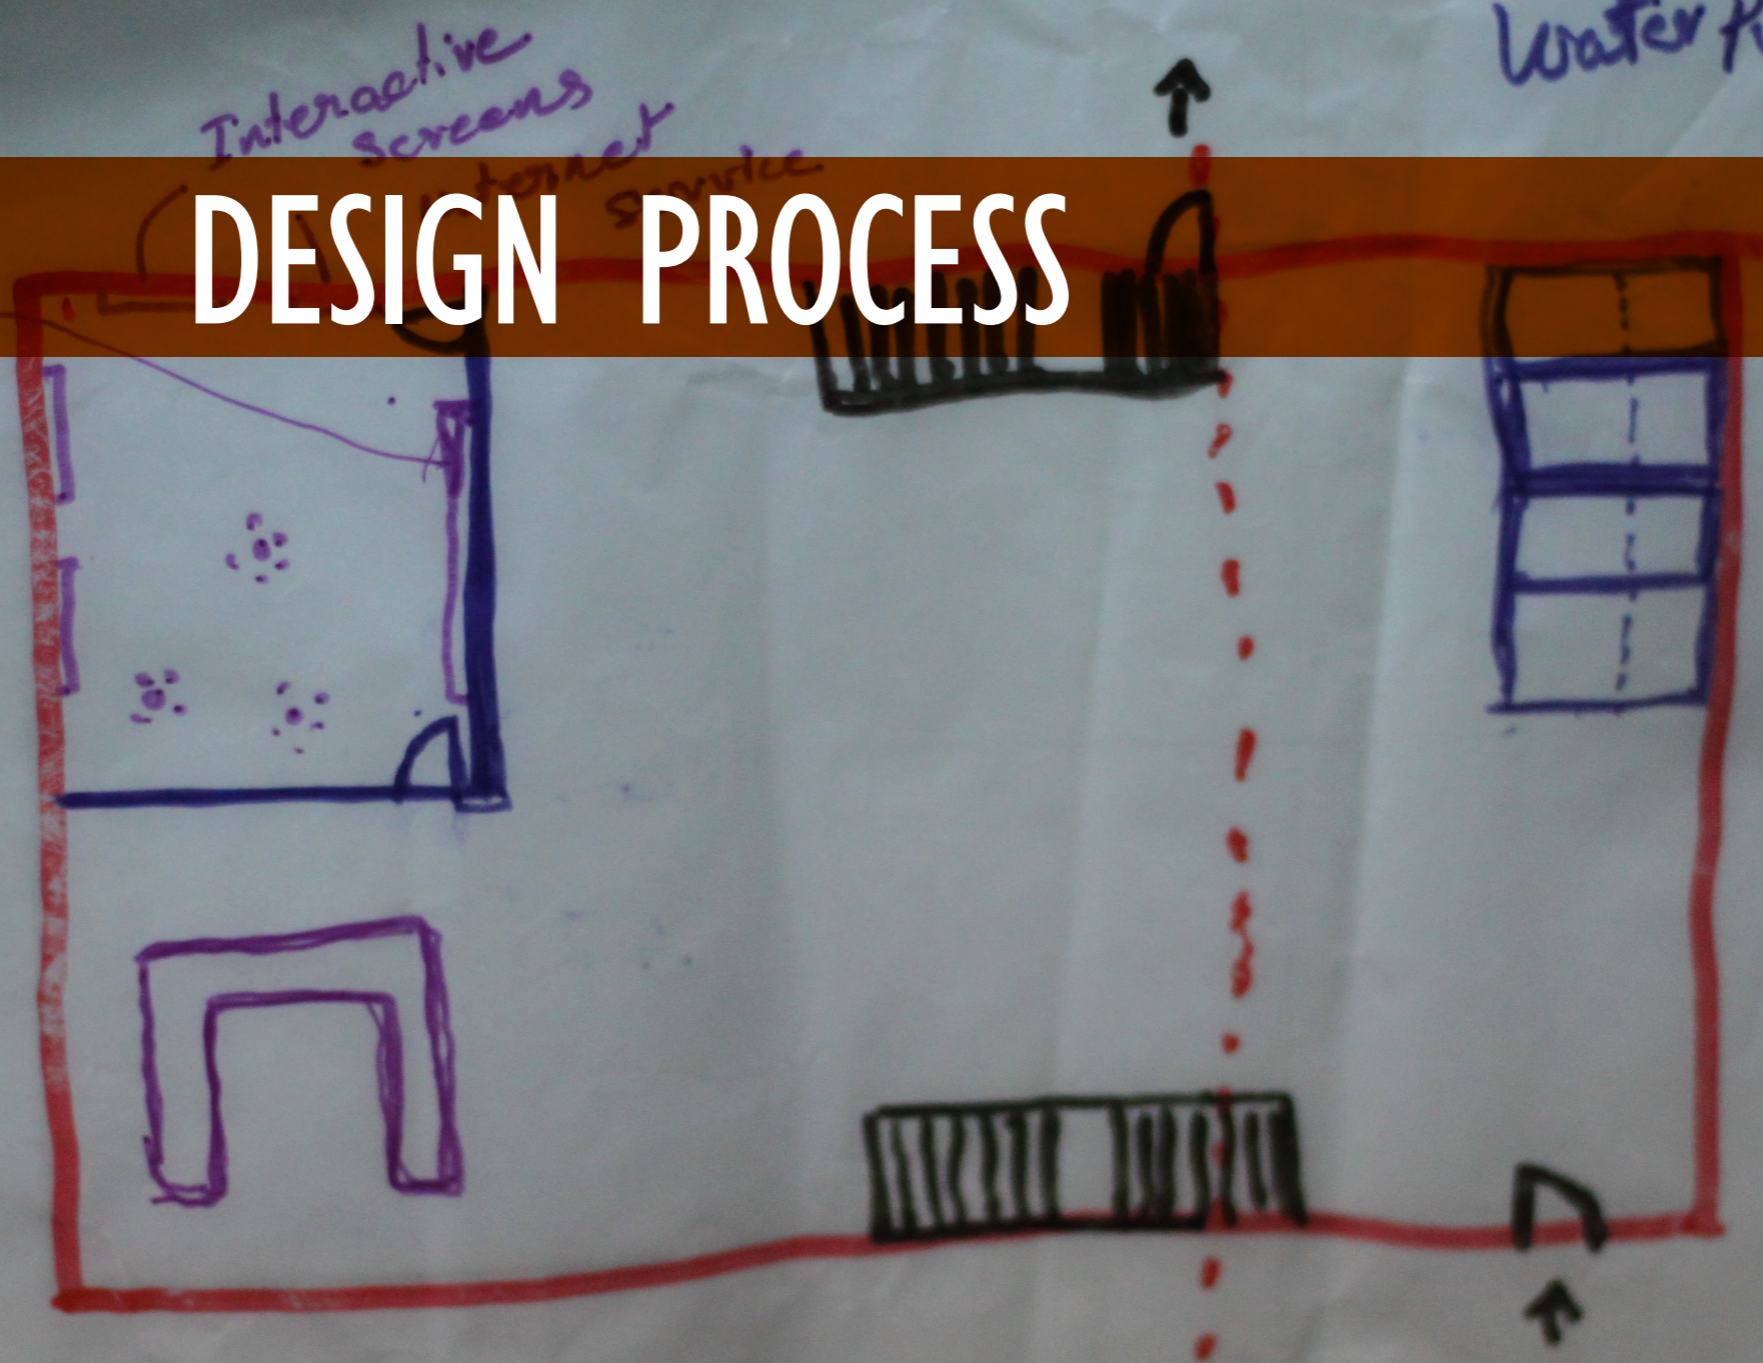 Interactive
screens
internet
service
Water
DESIGN PROCESS